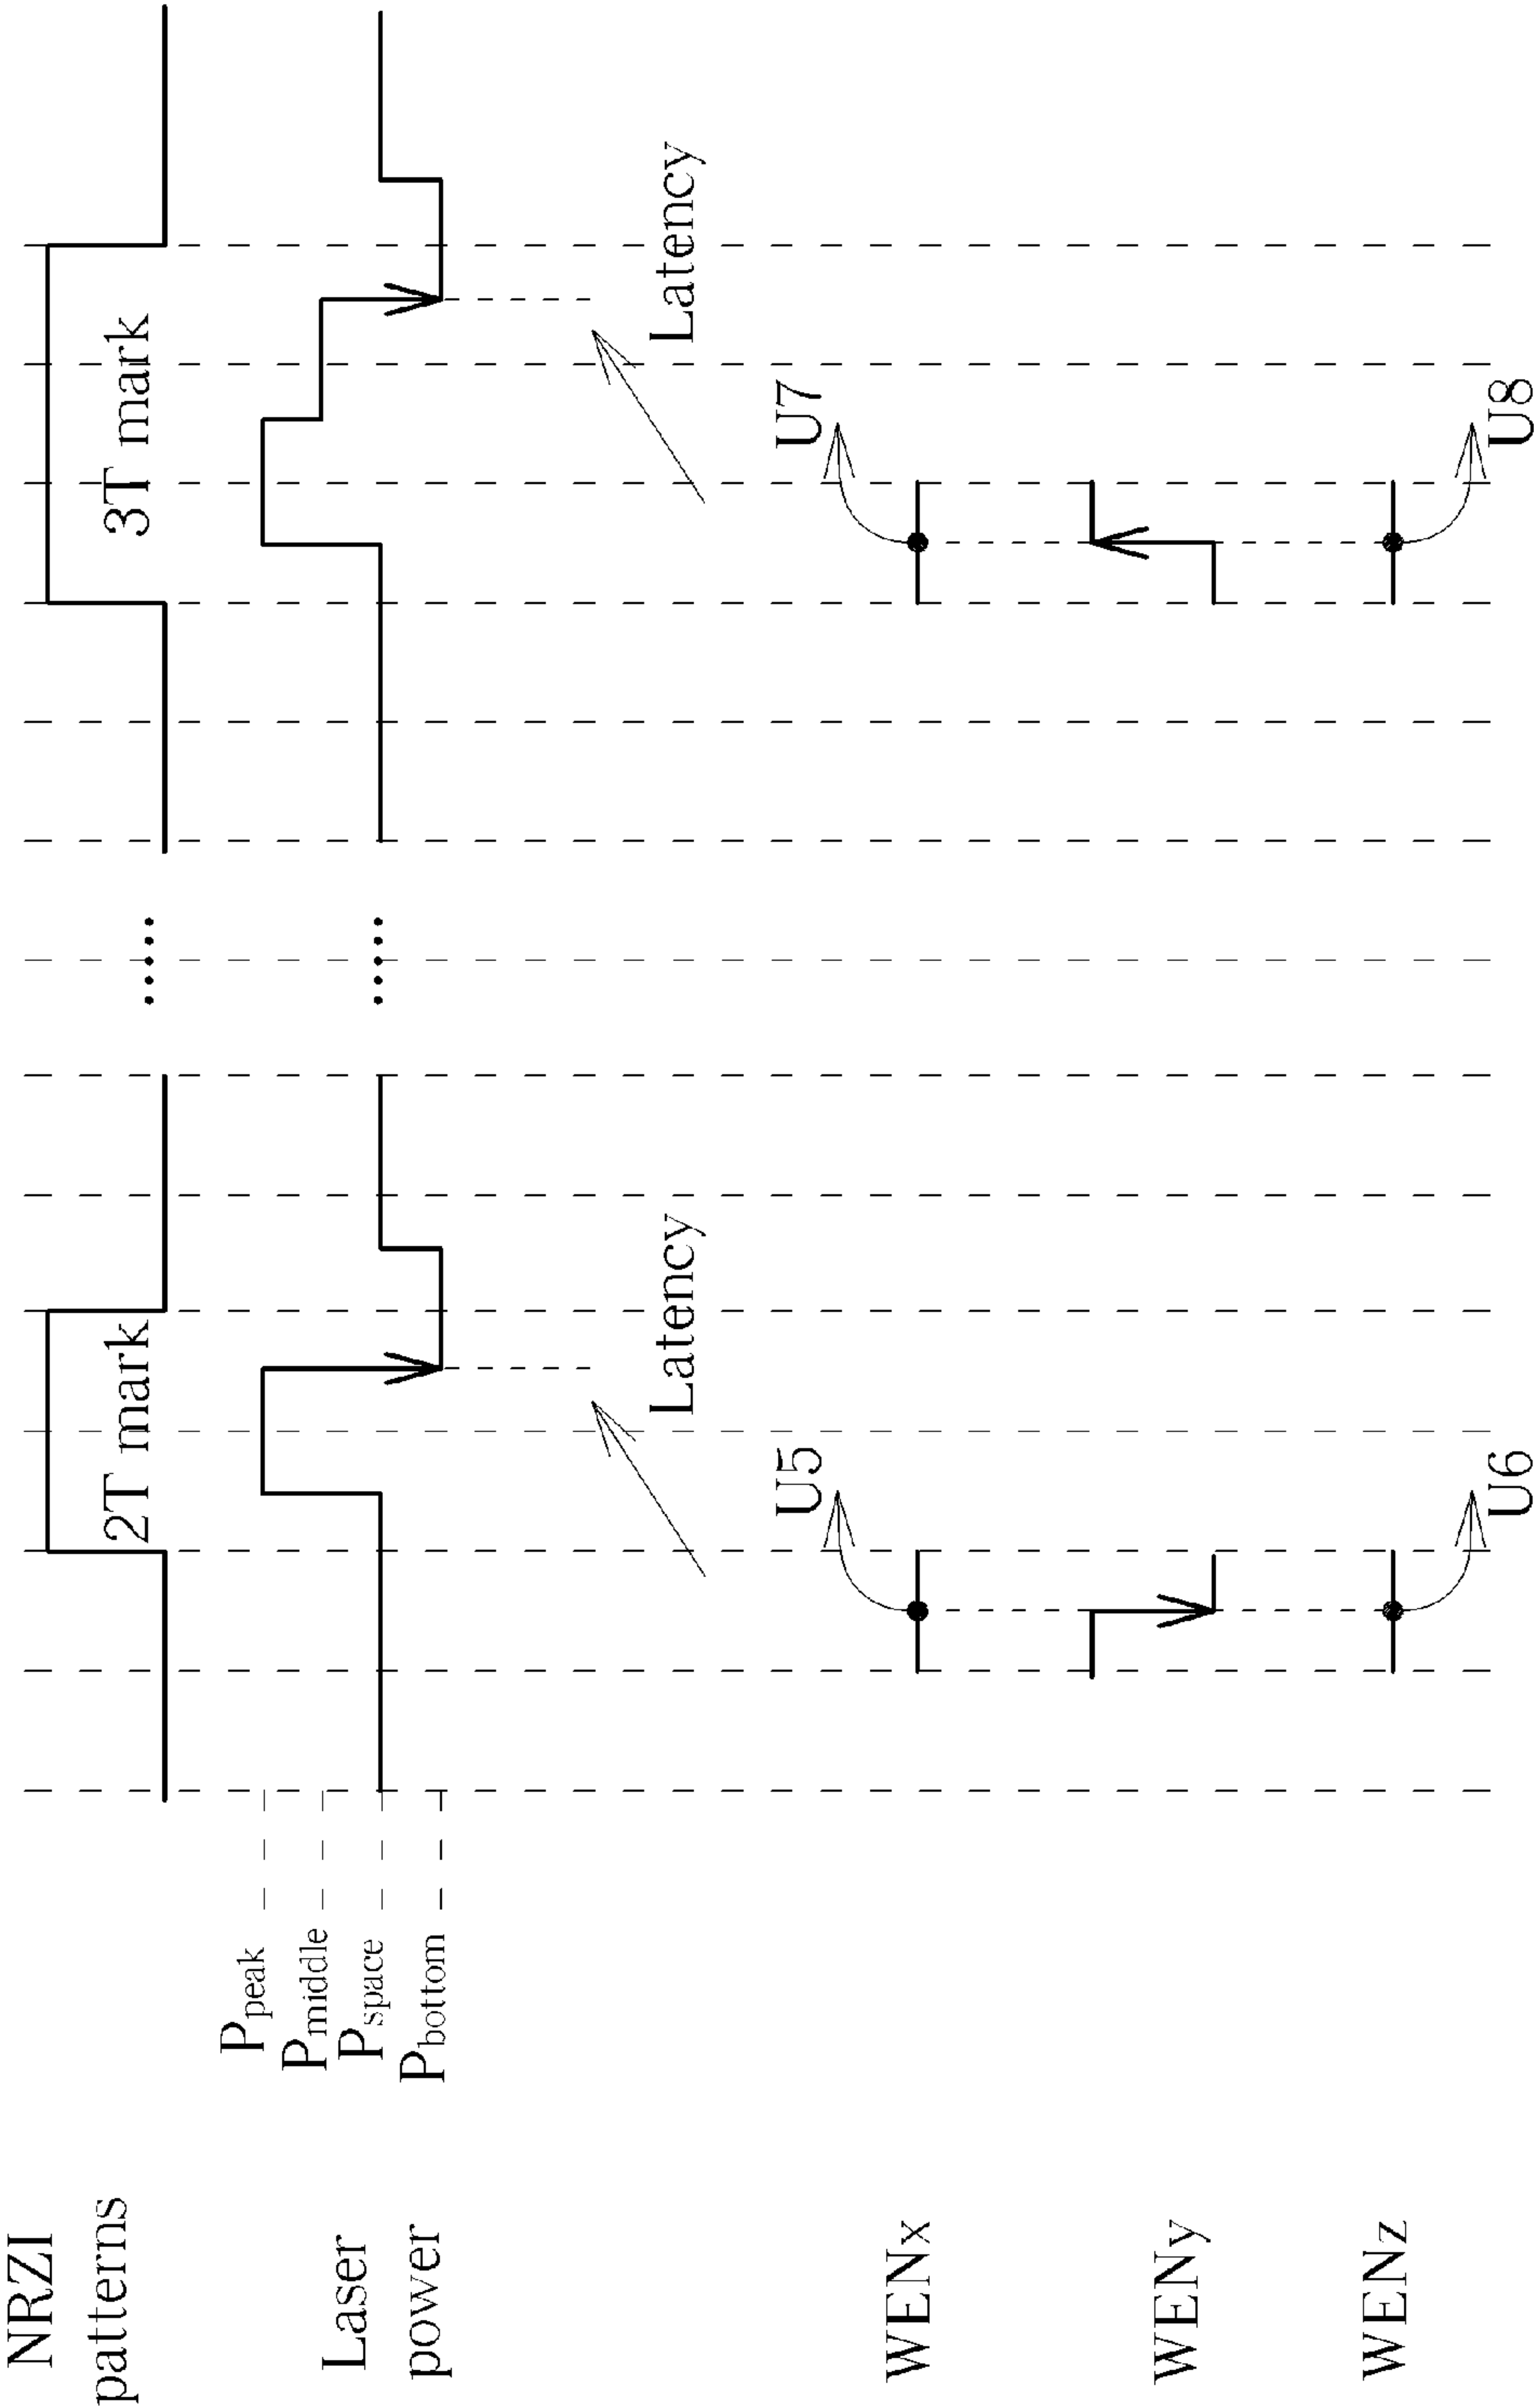 NRZI
patterns
2T mark
.....
3T mark
Laser
power
P_peak
P_middle
P_space
P_bottom
.....
Latency
Latency
U5
U7
WENx
WENy
WENz
U6
U8